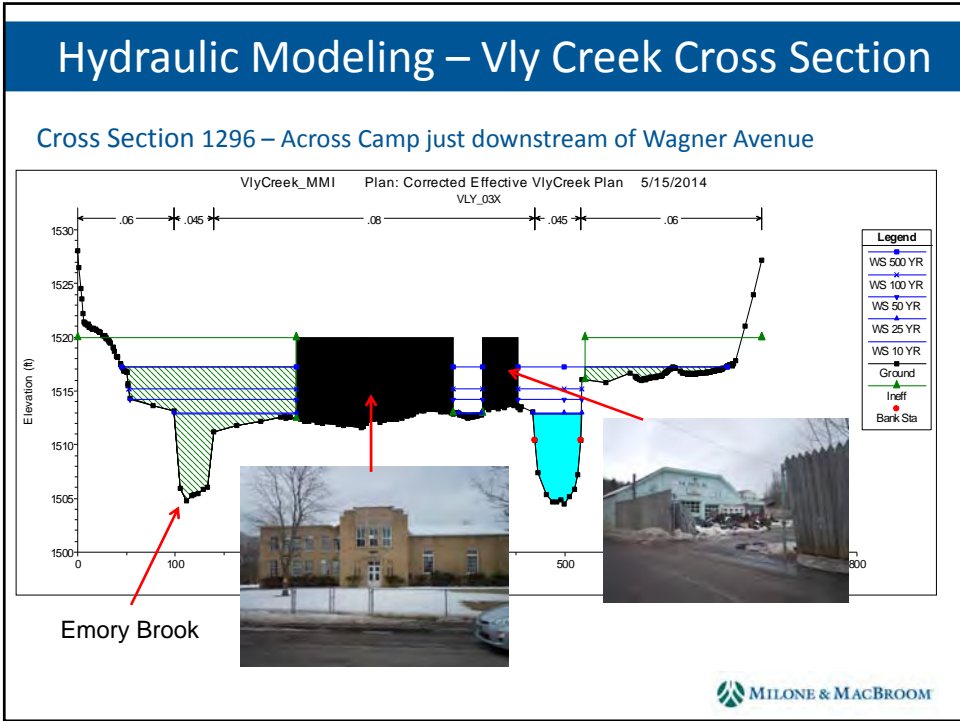 Hydraulic Modeling – Vly Creek Cross Section
Cross Section 1296 – Across Camp just downstream of Wagner Avenue
VlyCreek_MMI Plan: Corrected Effective VlyCreek Plan 5/15/2014
VLY_03X
.06 .045 .08 .045 .06
Elevation (ft)
1530
1525
1520
1515
1510
1505
1500
0 100 500 800
Legend
WS 500 YR
WS 100 YR
WS 50 YR
WS 25 YR
WS 10 YR
Ground
Ineff
Bank Sta
Emory Brook
MILONE & MACBROOM